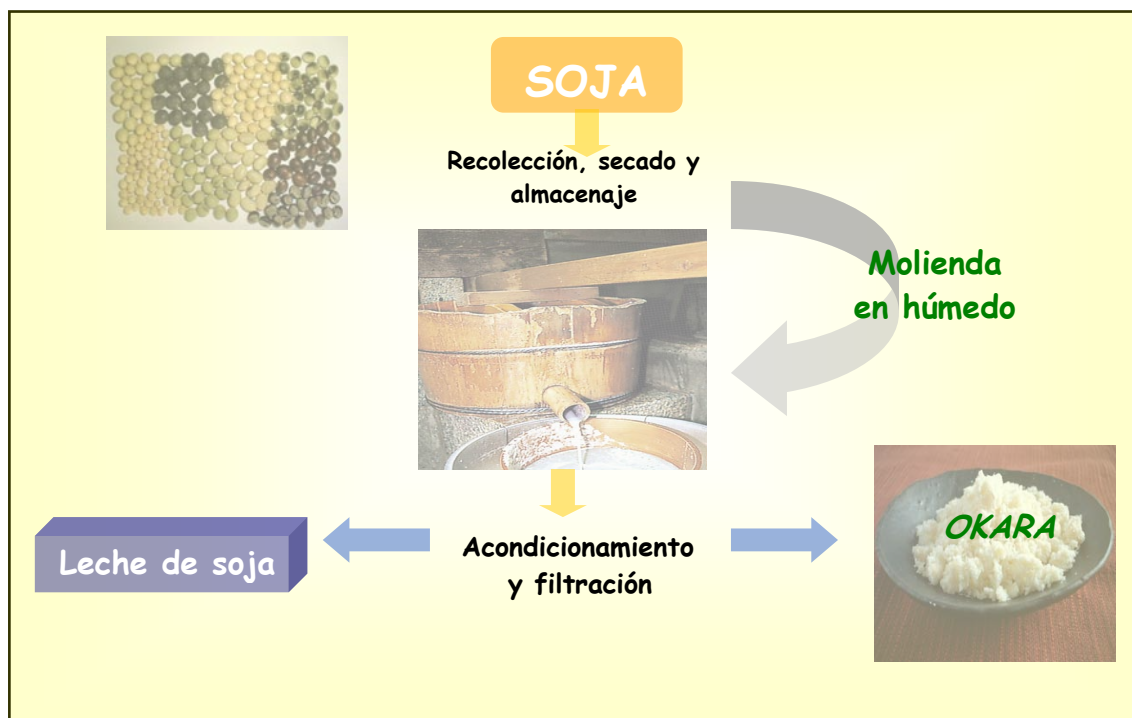 SOJA
Recolección, secado y
almacenaje
Molienda
en húmedo
Acondicionamiento
y filtración
Leche de soja
OKARA